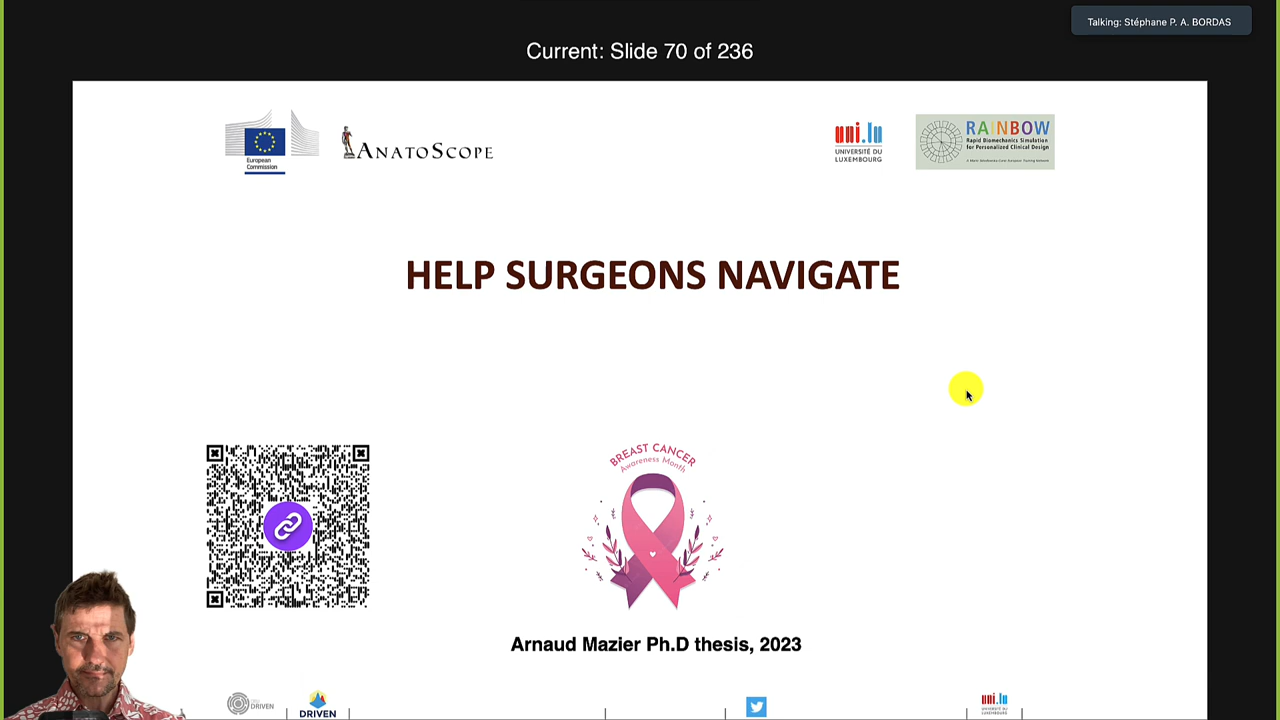 Talking: Stéphane P. A. BORDAS
Current: Slide 70 of 236
European
Commission
ANATOSCOPE
uni.lu
UNIVERSITÉ DU
LUXEMBOURG
RAINBOW
Rapid Biomechanics Simulation
for Personalized Clinical Design
HELP SURGEONS NAVIGATE
BREAST CANCER
Awareness Month
Arnaud Mazier Ph.D thesis, 2023
DRIVEN
DRIVEN
uni.lu